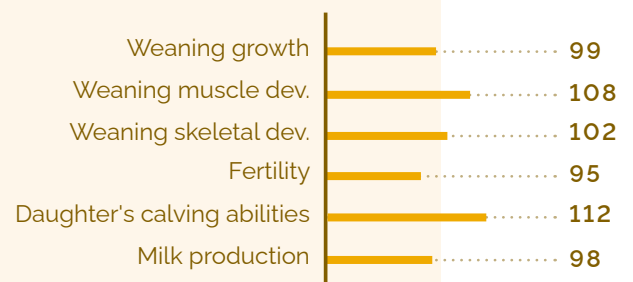 Weaning growth 99
Weaning muscle dev. 108
Weaning skeletal dev. 102
Fertility 95
Daughter's calving abilities 112
Milk production 98